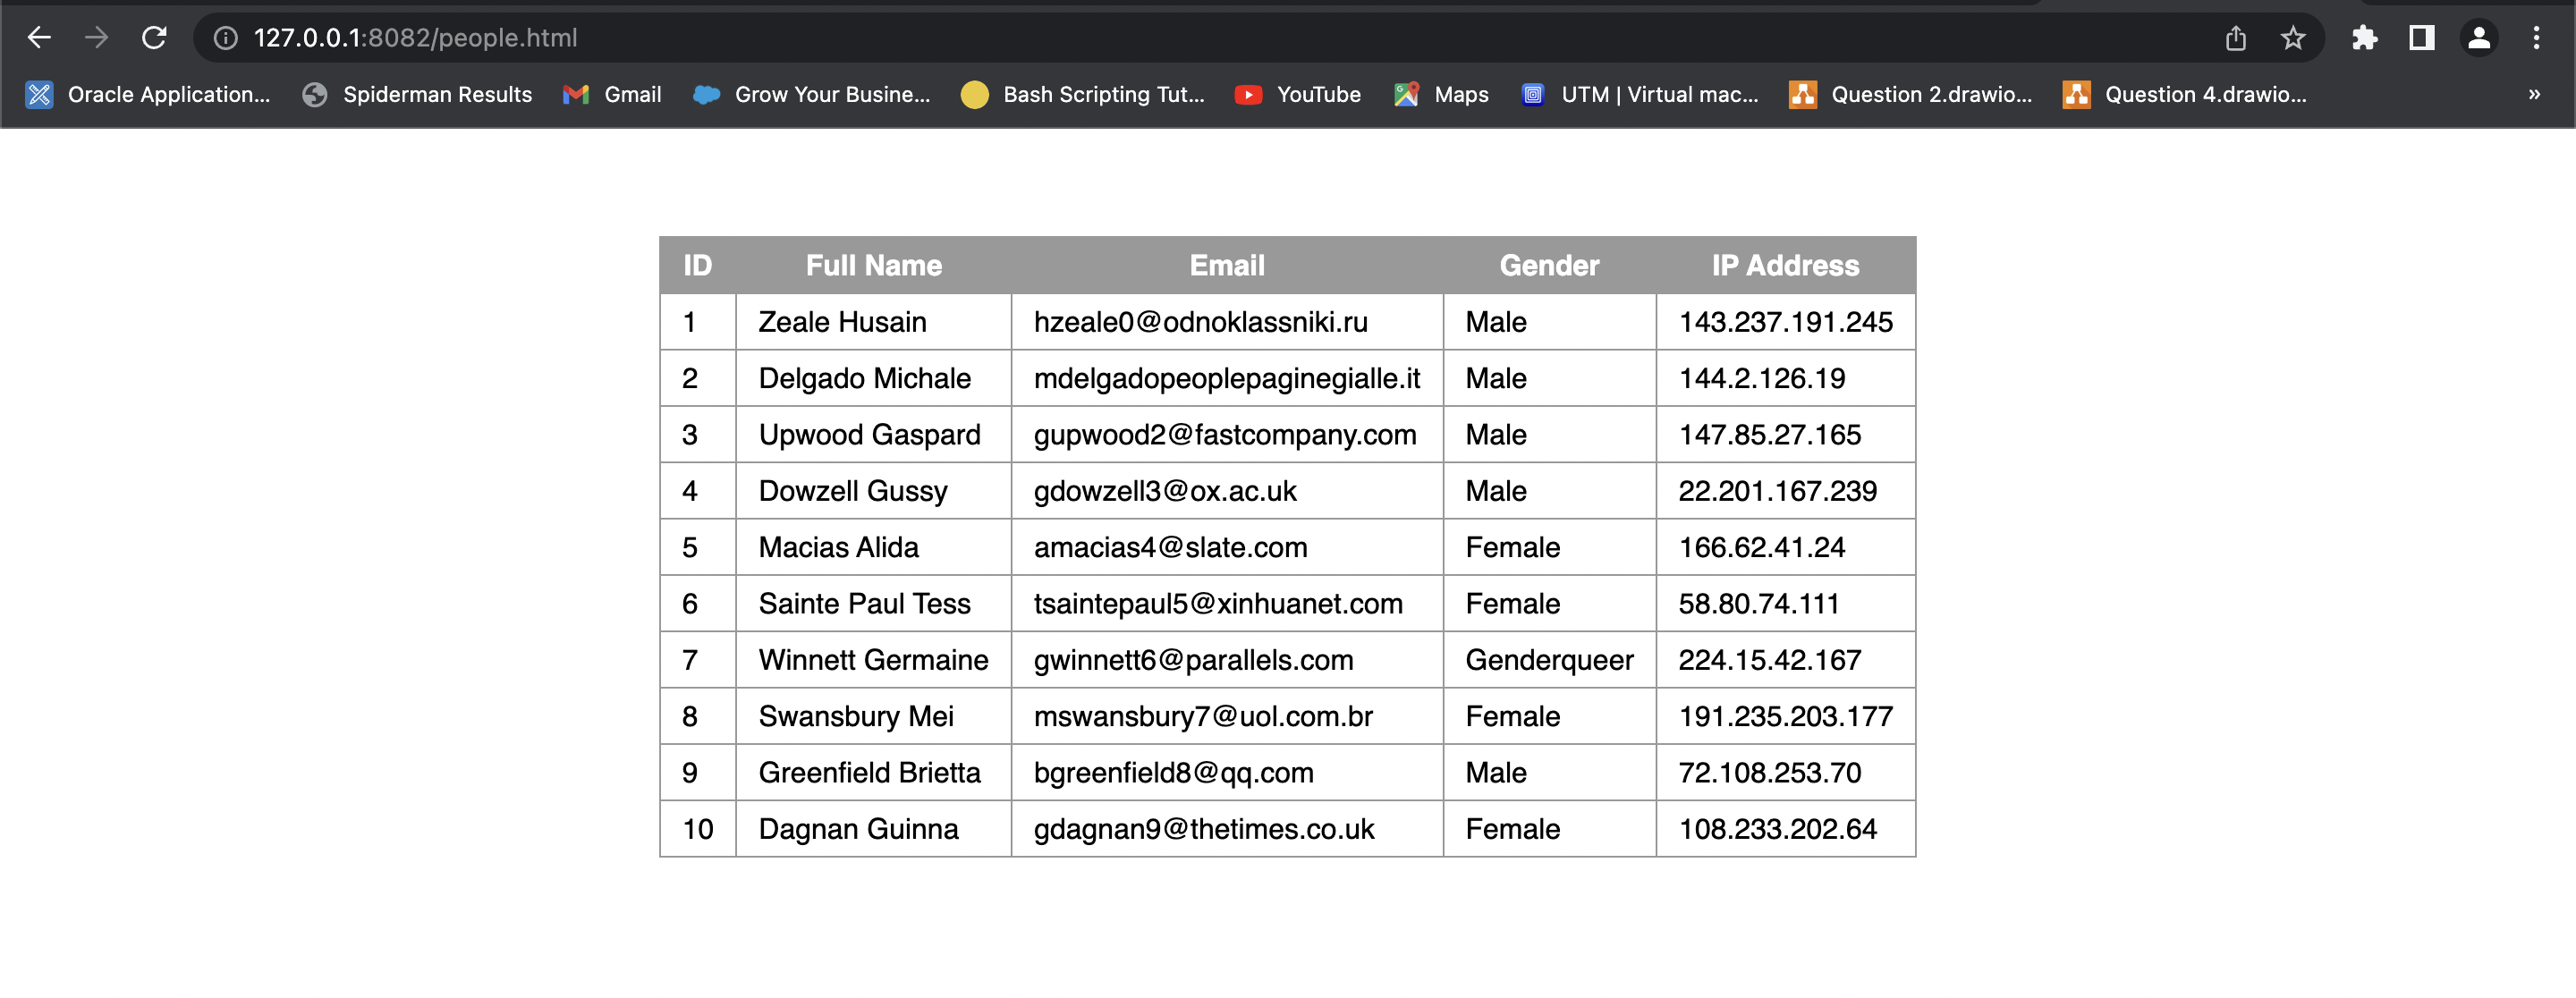 127.0.0.1:8082/people.html
Oracle Application... Spiderman Results Gmail Grow Your Busine... Bash Scripting Tut... YouTube Maps UTM | Virtual mac... Question 2.drawio... Question 4.drawio... »
ID Full Name Email Gender IP Address
1 Zeale Husain hzeale0@odnoklassniki.ru Male 143.237.191.245
2 Delgado Michale mdelgadopeoplepaginegialle.it Male 144.2.126.19
3 Upwood Gaspard gupwood2@fastcompany.com Male 147.85.27.165
4 Dowzell Gussy gdowzell3@ox.ac.uk Male 22.201.167.239
5 Macias Alida amacias4@slate.com Female 166.62.41.24
6 Sainte Paul Tess tsaintepaul5@xinhuanet.com Female 58.80.74.111
7 Winnett Germaine gwinnett6@parallels.com Genderqueer 224.15.42.167
8 Swansbury Mei mswansbury7@uol.com.br Female 191.235.203.177
9 Greenfield Brietta bgreenfield8@qq.com Male 72.108.253.70
10 Dagnan Guinna gdagnan9@thetimes.co.uk Female 108.233.202.64